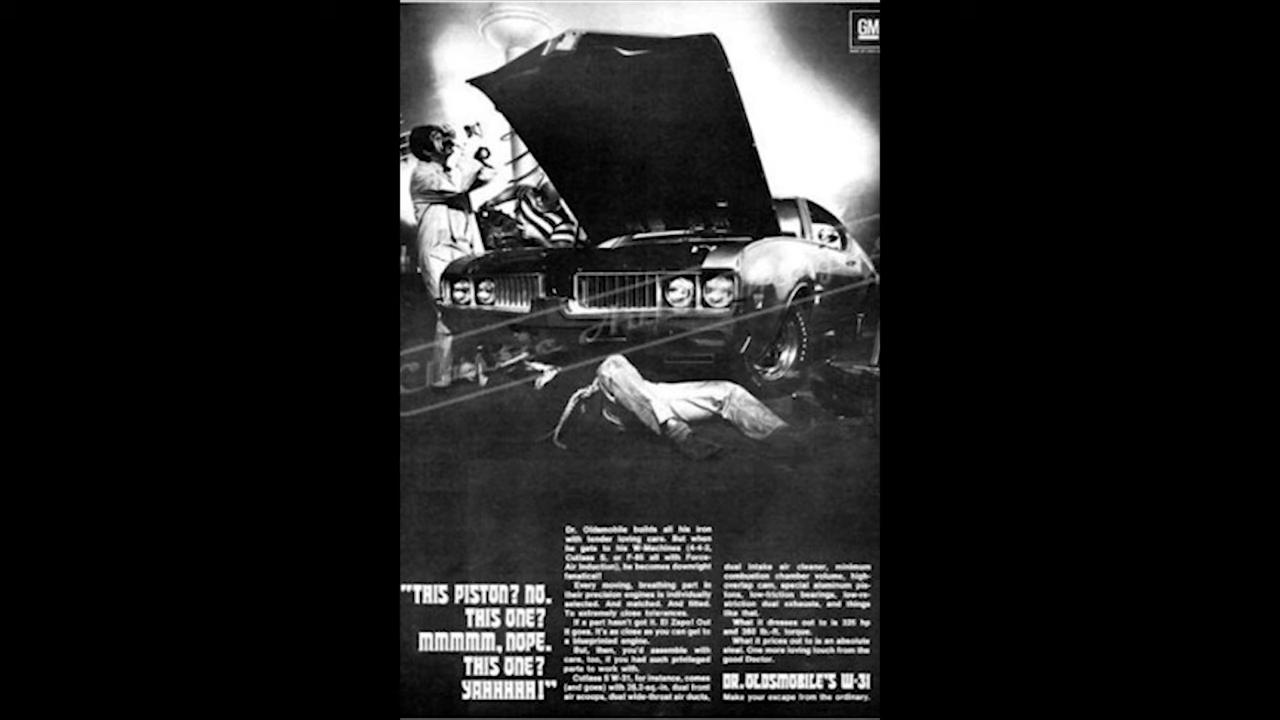 GM
"THIS PISTON? NO.
THIS ONE?
MMMMM, NOPE.
THIS ONE?
YAHHHHH!"
Dr. Oldsmobile builds all his iron
with tender loving care. But when
he gets to his W-Machines (4-4-2,
Cutlass S, or F-85 all with Force-
Air Induction), he becomes downright
fanatical!
Every moving, breathing part in
their precision engines is individually
selected. And matched. And fitted.
To extremely close tolerances.
If a part hasn't got it. El Zapo! Out
it goes. It's as close as you can get to
a blueprinted engine.
But, then, you'd assemble with
care, too, if you had such privileged
parts to work with.
Cutlass S W-31, for instance, comes
(and goes) with 26.2-sq.-in. dual front
air scoops, dual wide-throat air ducts,
dual intake air cleaner, minimum
combustion chamber volume, high-
overlap cam, special aluminum pis-
tons, low-friction bearings, low-re-
striction dual exhausts, and things
like that.
What it dresses out to is 325 hp
and 360 lb.-ft. torque.
What it prices out to is an absolute
steal. One more loving touch from the
good Doctor.
DR. OLDSMOBILE'S W-31
Make your escape from the ordinary.